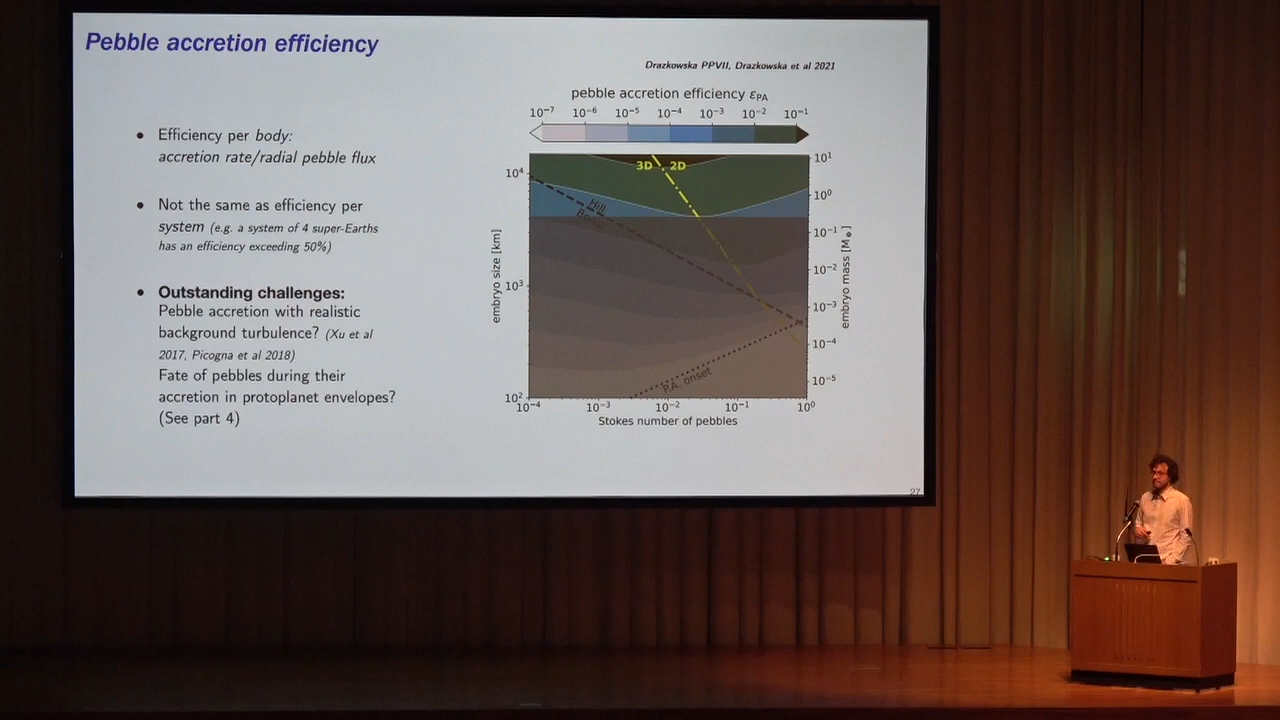 Pebble accretion efficiency
Drazkowska PPVII, Drazkowska et al 2021
• Efficiency per body:
accretion rate/radial pebble flux
• Not the same as efficiency per
system (e.g. a system of 4 super-Earths
has an efficiency exceeding 50%)
• Outstanding challenges:
Pebble accretion with realistic
background turbulence? (Xu et al
2017, Picogna et al 2018)
Fate of pebbles during their
accretion in protoplanet envelopes?
(See part 4)
pebble accretion efficiency εPA
10⁻⁷ 10⁻⁶ 10⁻⁵ 10⁻⁴ 10⁻³ 10⁻² 10⁻¹
3D 2D
Hill
P.A. onset
embryo size [km]
10⁴
10³
10²
10¹
10⁰
10⁻¹
10⁻²
10⁻³
10⁻⁴
10⁻⁵
embryo mass [M⊕]
10⁻⁴ 10⁻³ 10⁻² 10⁻¹ 10⁰
Stokes number of pebbles
27